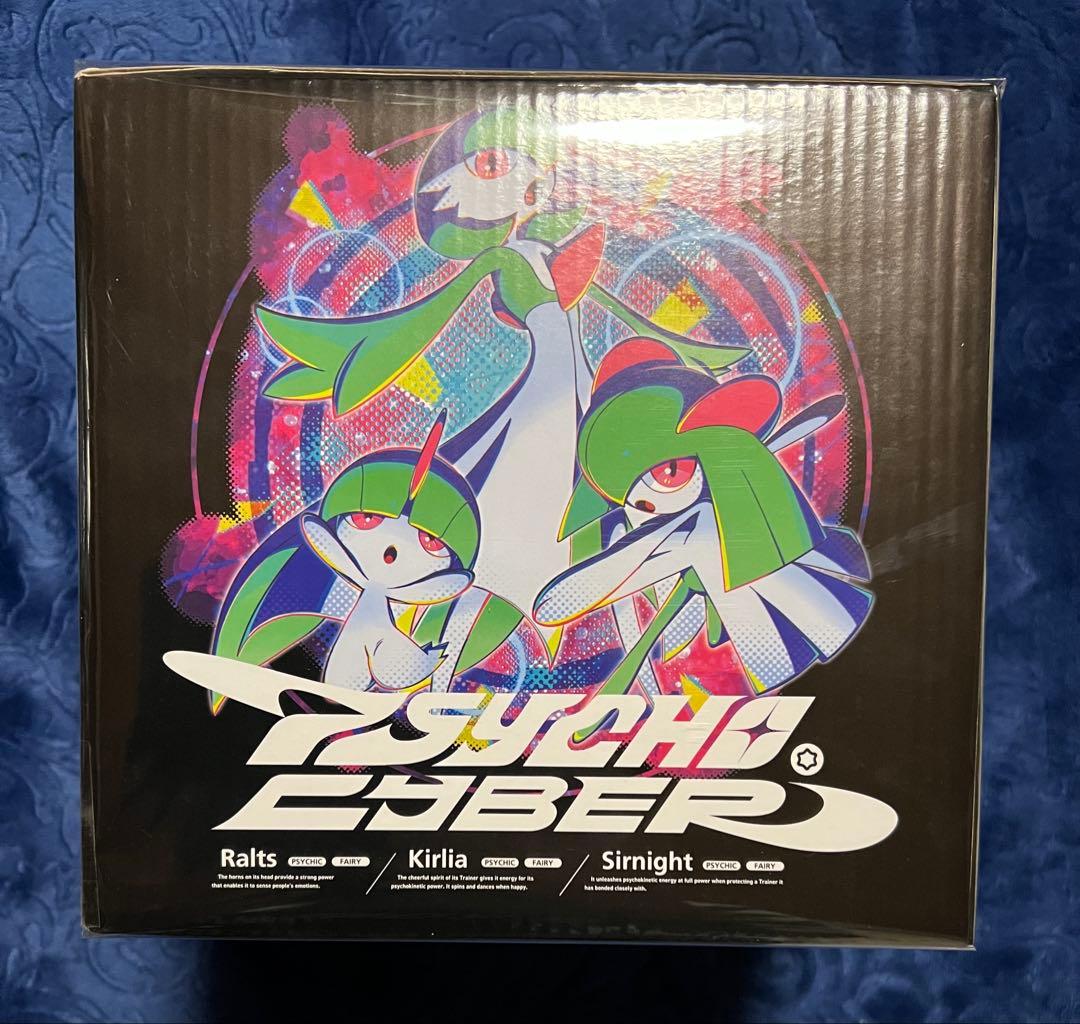 PSYCHO
CYBER
Ralts PSYCHIC FAIRY
The horns on its head provide a strong power
that enables it to sense people's emotions.
Kirlia PSYCHIC FAIRY
The cheerful spirit of its Trainer gives it energy for its
psychokinetic power. It spins and dances when happy.
Sirnight PSYCHIC FAIRY
It unleashes psychokinetic energy at full power when protecting a Trainer it
has bonded closely with.